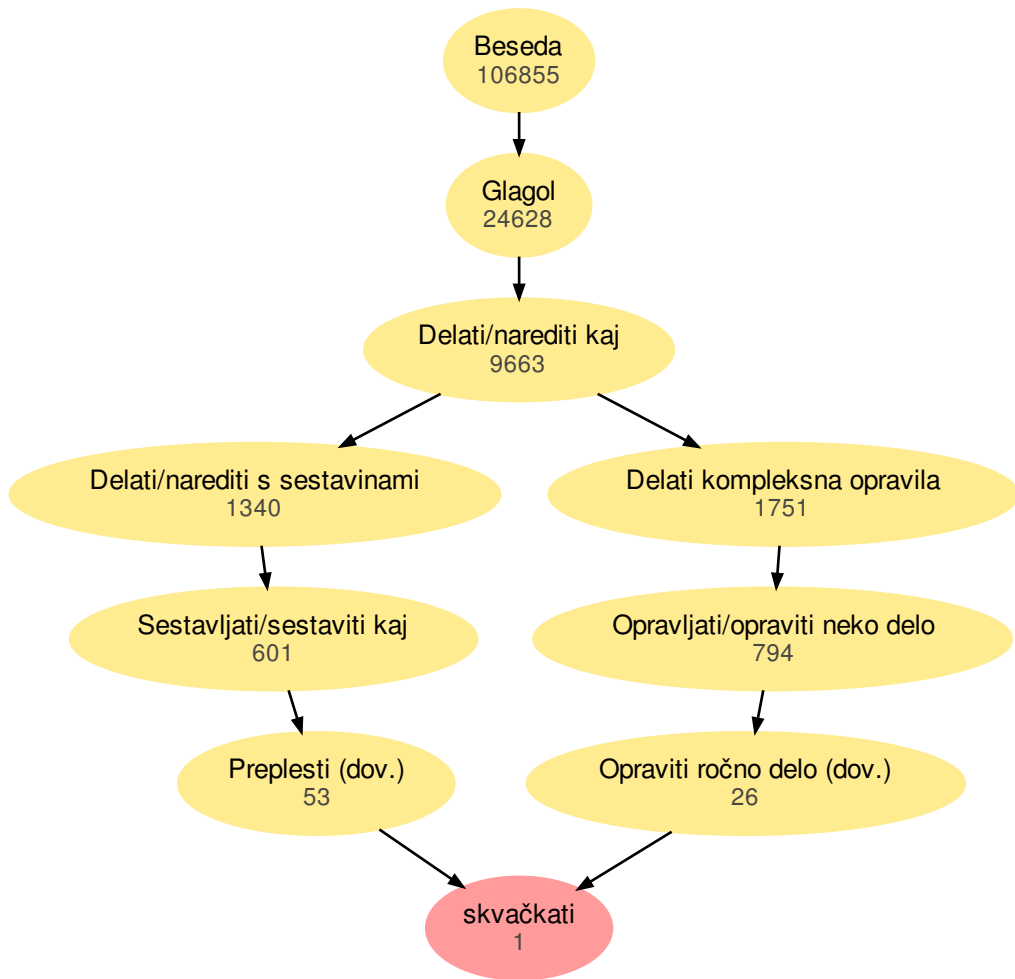 Beseda
106855
Glagol
24628
Delati/narediti kaj
9663
Delati/narediti s sestavinami
1340
Delati kompleksna opravila
1751
Sestavljati/sestaviti kaj
601
Opravljati/opraviti neko delo
794
Preplesti (dov.)
53
Opraviti ročno delo (dov.)
26
skvačkati
1